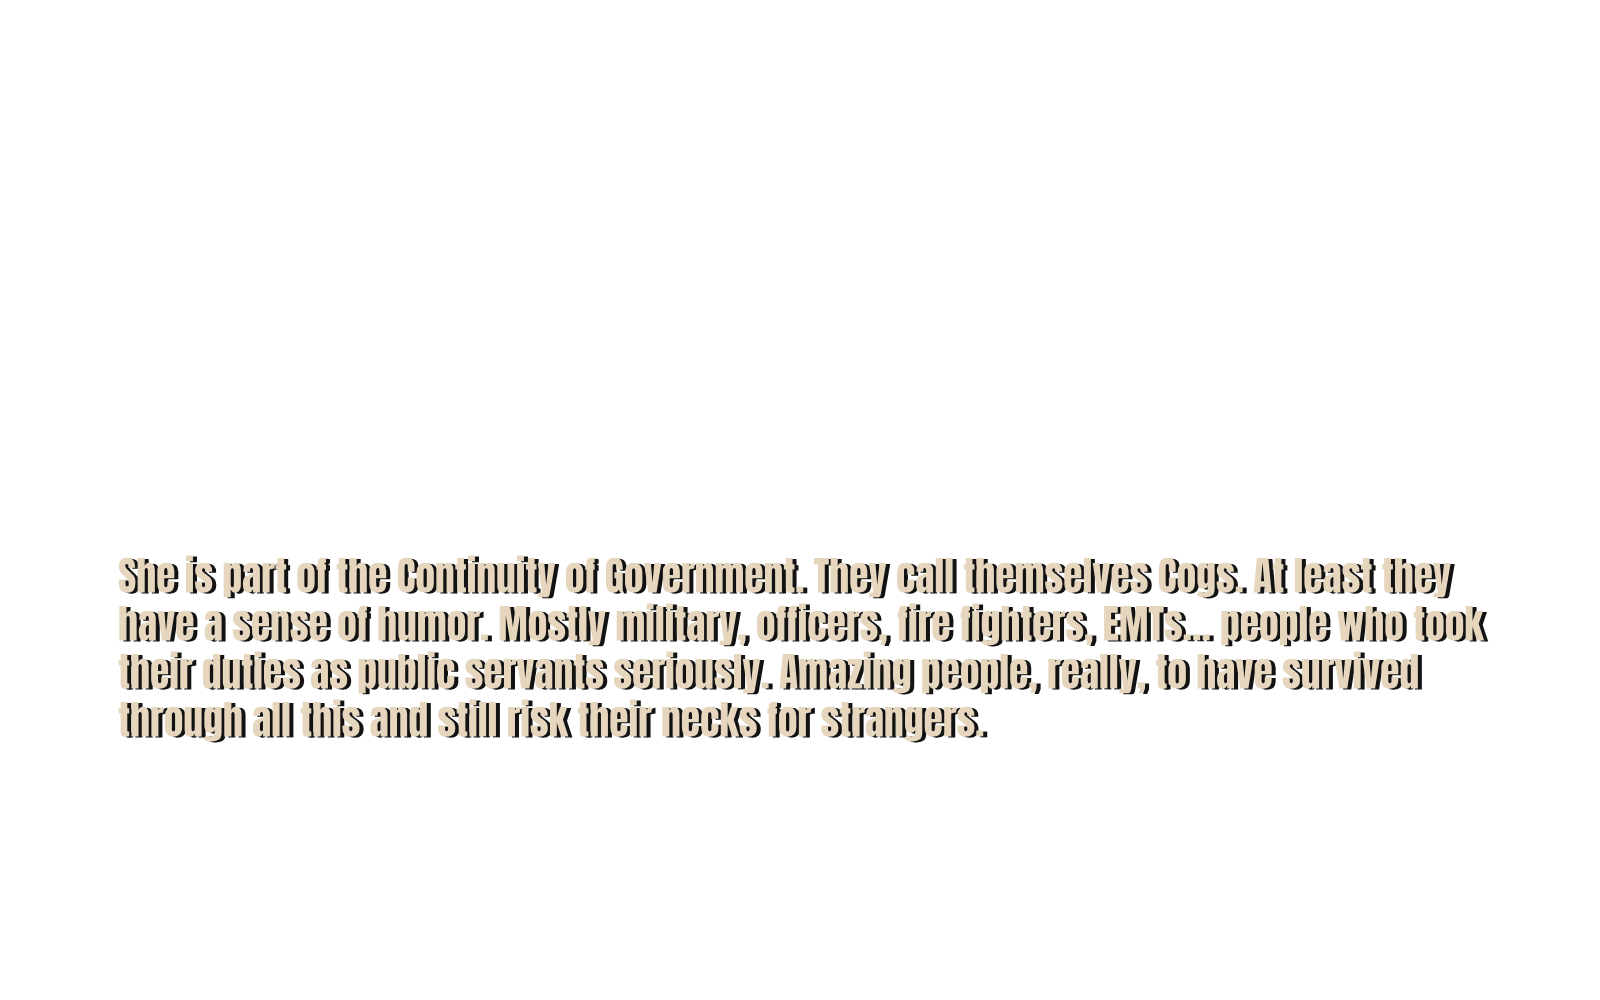 She is part of the Continuity of Government. They call themselves Cogs. At least they
have a sense of humor. Mostly military, officers, fire fighters, EMTs... people who took
their duties as public servants seriously. Amazing people, really, to have survived
through all this and still risk their necks for strangers.